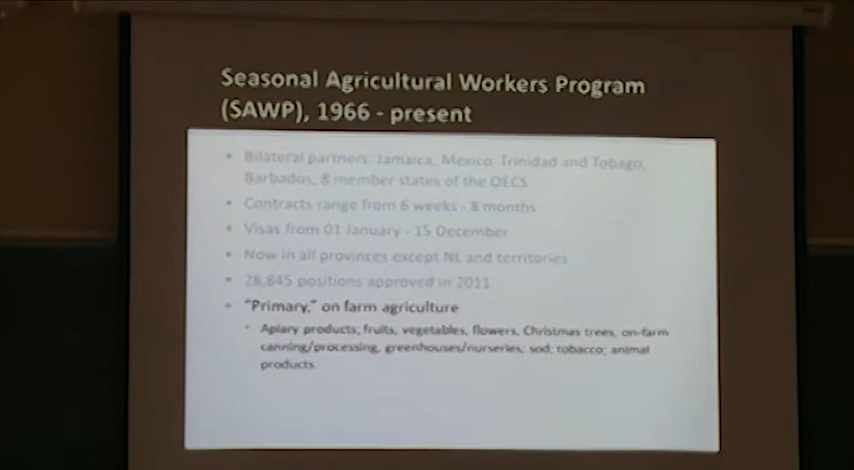 Seasonal Agricultural Workers Program
(SAWP), 1966 - present
• Bilateral partners: Jamaica, Mexico, Trinidad and Tobago,
Barbados, 8 member states of the OECS
• Contracts range from 6 weeks - 8 months
• Visas from 01 January - 15 December
• Now in all provinces except NL and territories
• 28,845 positions approved in 2011
• "Primary," on farm agriculture
• Apiary products; fruits, vegetables, flowers, Christmas trees, on-farm
canning/processing, greenhouses/nurseries; sod; tobacco; animal
products.